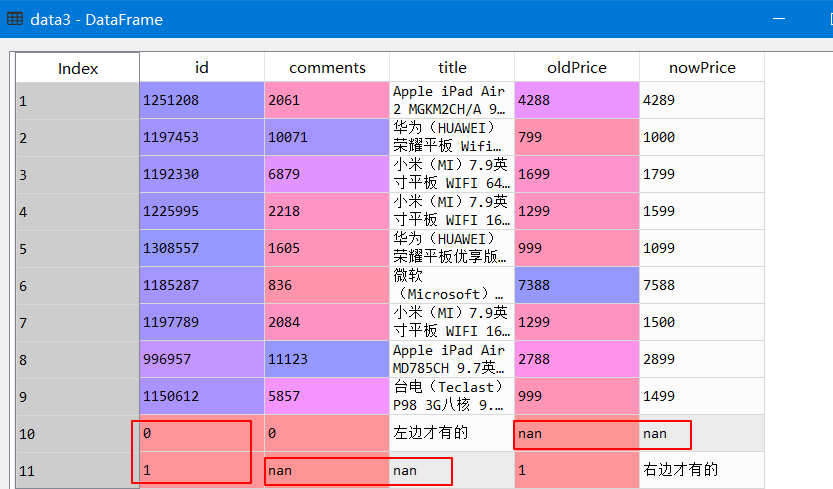 data3 - DataFrame
Index id comments title oldPrice nowPrice
1 1251208 2061 Apple iPad Air 4288 4289
2 MGKM2CH/A 9…
2 1197453 10071 华为（HUAWEI） 799 1000
荣耀平板 Wifi…
3 1192330 6879 小米（MI）7.9英 1699 1799
寸平板 WIFI 64…
4 1225995 2218 小米（MI）7.9英 1299 1599
寸平板 WIFI 16…
5 1308557 1605 华为（HUAWEI） 999 1099
荣耀平板优享版…
6 1185287 836 微软 7388 7588
（Microsoft）…
7 1197789 2084 小米（MI）7.9英 1299 1500
寸平板 WIFI 16…
8 996957 11123 Apple iPad Air 2788 2899
MD785CH 9.7英…
9 1150612 5857 台电（Teclast） 999 1499
P98 3G八核 9.…
10 0 0 左边才有的 nan nan
11 1 nan nan 1 右边才有的